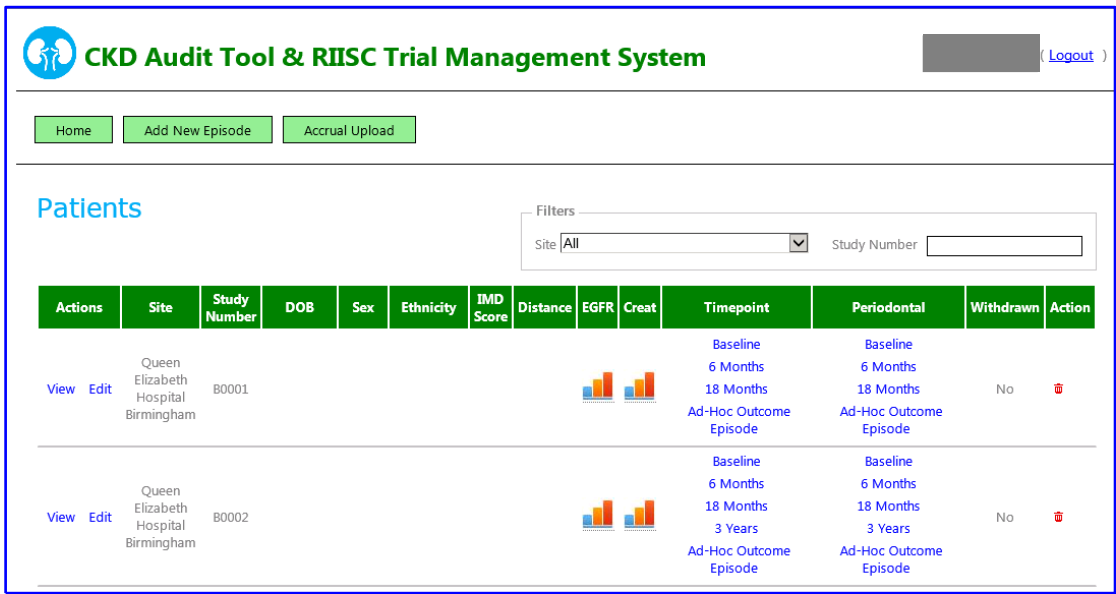 CKD Audit Tool & RIISC Trial Management System
( Logout )
Home Add New Episode Accrual Upload
Patients
Filters
Site All Study Number
Actions Site Study Number DOB Sex Ethnicity IMD Score Distance EGFR Creat Timepoint Periodontal Withdrawn Action
View Edit
Queen
Elizabeth
Hospital
Birmingham
B0001
Baseline
6 Months
18 Months
Ad-Hoc Outcome
Episode
Baseline
6 Months
18 Months
Ad-Hoc Outcome
Episode
No
View Edit
Queen
Elizabeth
Hospital
Birmingham
B0002
Baseline
6 Months
18 Months
3 Years
Ad-Hoc Outcome
Episode
Baseline
6 Months
18 Months
3 Years
Ad-Hoc Outcome
Episode
No